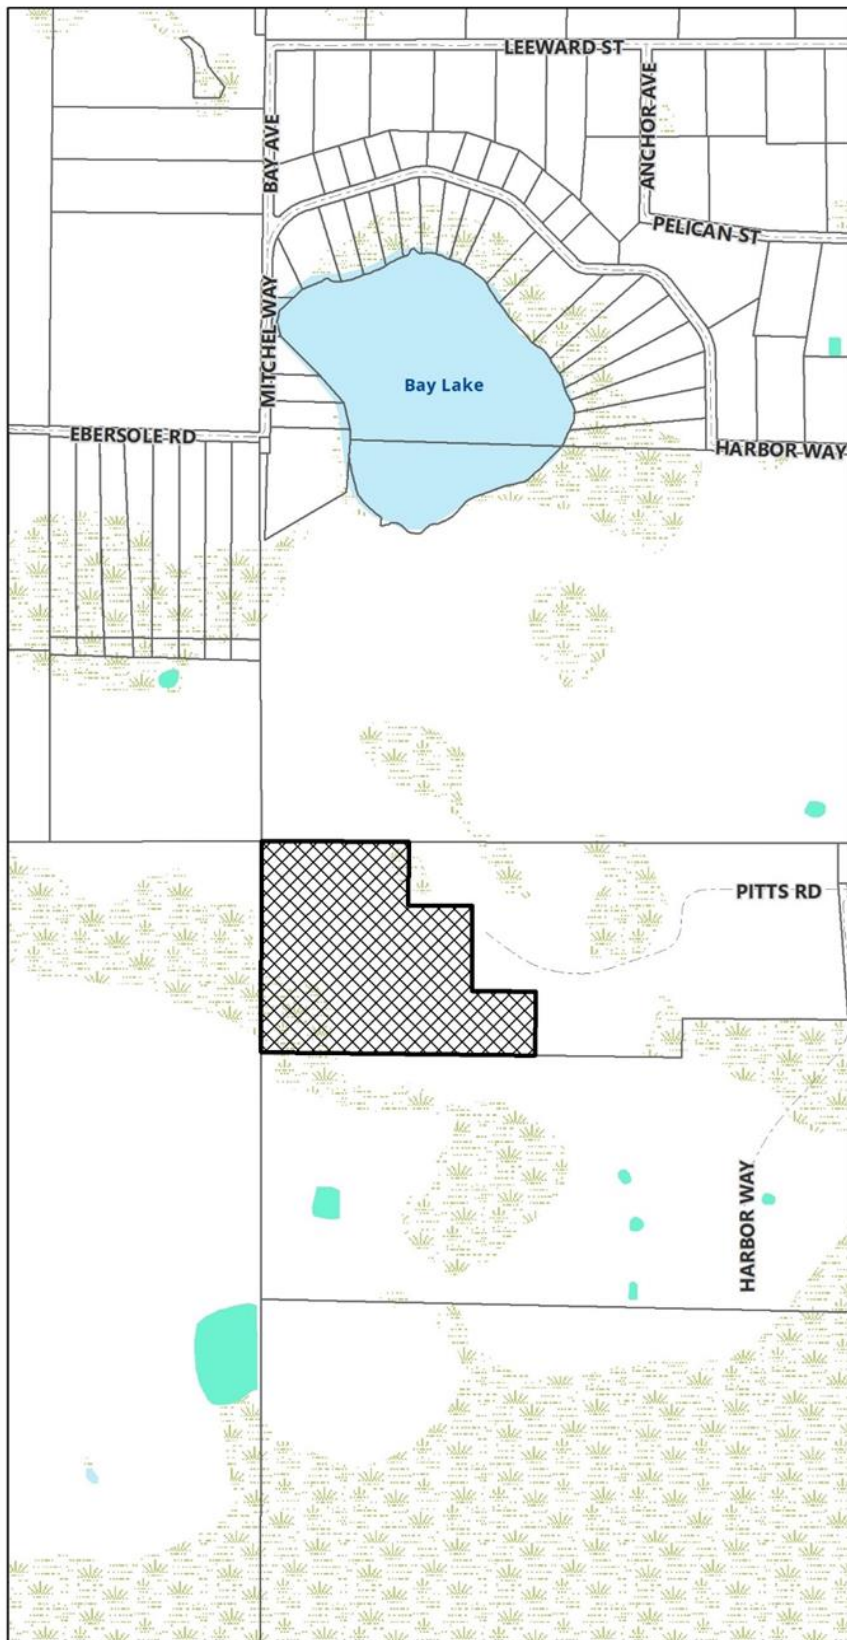 LEEWARD ST
BAY AVE
ANCHOR AVE
PELICAN ST
MITCHEL WAY
Bay Lake
EBERSOLE RD
HARBOR WAY
PITTS RD
HARBOR WAY